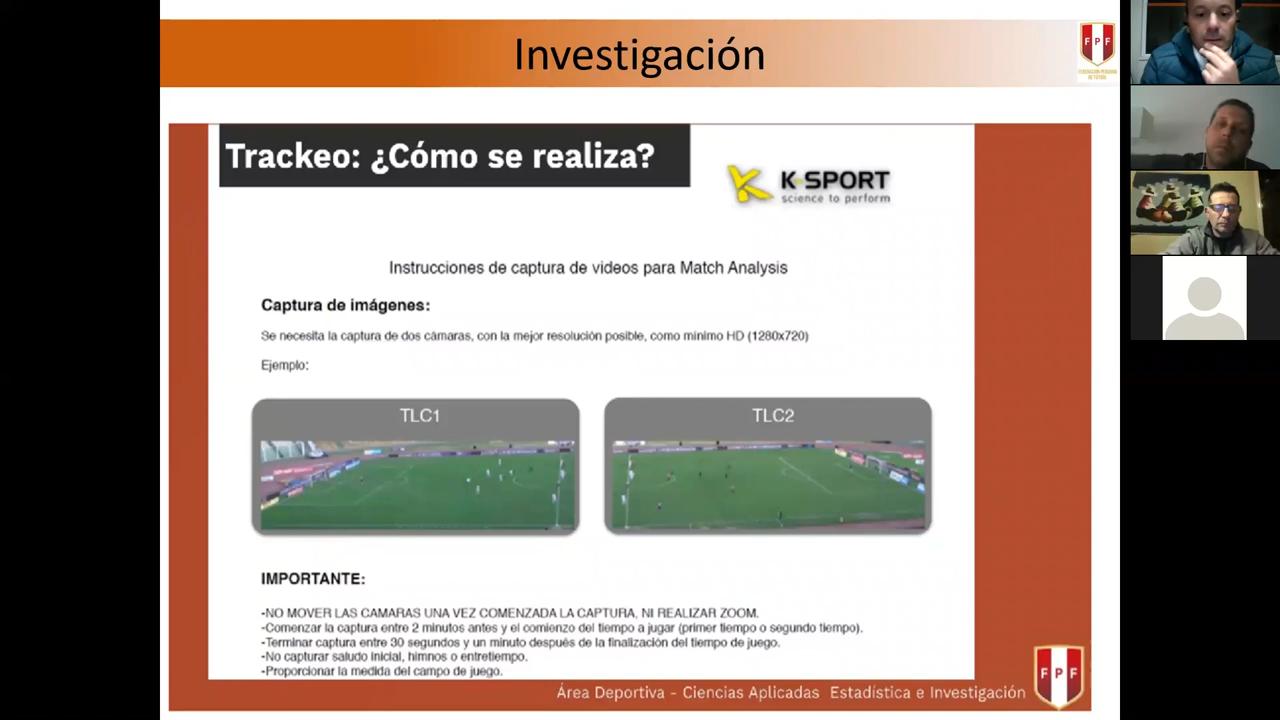 Investigación
FPF
FEDERACIÓN PERUANA
DE FÚTBOL
Trackeo: ¿Cómo se realiza?
K-SPORT
science to perform
Instrucciones de captura de videos para Match Analysis
Captura de imágenes:
Se necesita la captura de dos cámaras, con la mejor resolución posible, como mínimo HD (1280x720)
Ejemplo:
TLC1
TLC2
IMPORTANTE:
-NO MOVER LAS CAMARAS UNA VEZ COMENZADA LA CAPTURA, NI REALIZAR ZOOM.
-Comenzar la captura entre 2 minutos antes y el comienzo del tiempo a jugar (primer tiempo o segundo tiempo).
-Terminar captura entre 30 segundos y un minuto después de la finalización del tiempo de juego.
-No capturar saludo inicial, himnos o entretiempo.
-Proporcionar la medida del campo de juego.
Área Deportiva - Ciencias Aplicadas Estadística e Investigación
FPF